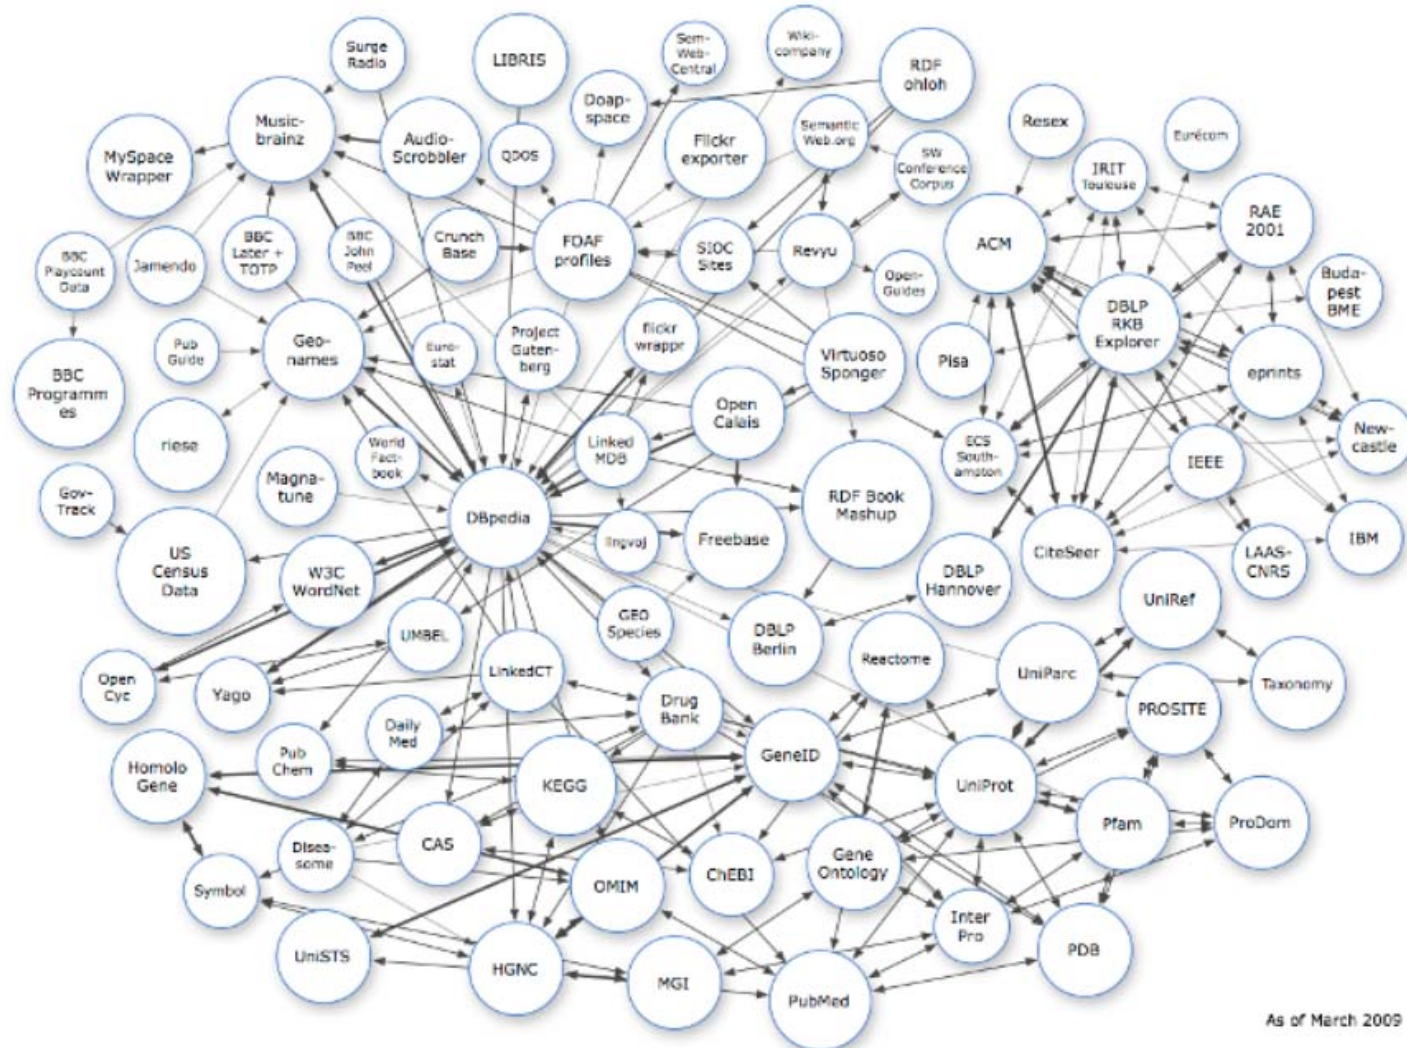 Surge
Radio
LIBRIS
Sem-
Web-
Central
Wiki-
company
RDF
ohloh
Doap-
space
Music-
brainz
Audio-
Scrobbler
QDOS
Flickr
exporter
Semantic
Web.org
SW
Conference
Corpus
Resex
Eurécom
MySpace
Wrapper
IRIT
Toulouse
RAE
2001
ACM
BBC
Playcount
Data
Jamendo
BBC
Later +
TOTP
BBC
John
Peel
Crunch
Base
FOAF
profiles
SIOC
Sites
Revyu
Open-
Guides
Buda-
pest
BME
DBLP
RKB
Explorer
Pub
Guide
Geo-
names
Euro-
stat
Project
Guten-
berg
flickr
wrappr
Virtuoso
Sponger
Pisa
eprints
BBC
Programm
es
riese
World
Fact-
book
Linked
MDB
Open
Calais
ECS
South-
ampton
IEEE
New-
castle
Gov-
Track
Magna-
tune
DBpedia
RDF Book
Mashup
lingvoj
Freebase
US
Census
Data
W3C
WordNet
CiteSeer
LAAS-
CNRS
IBM
DBLP
Hannover
UniRef
UMBEL
GEO
Species
DBLP
Berlin
Reactome
UniParc
Taxonomy
Open
Cyc
Yago
LinkedCT
Drug
Bank
PROSITE
Daily
Med
Pub
Chem
Homolo
Gene
KEGG
GeneID
UniProt
Pfam
ProDom
Disea-
some
CAS
ChEBI
Gene
Ontology
Symbol
OMIM
Inter
Pro
UniSTS
HGNC
MGI
PubMed
PDB
As of March 2009